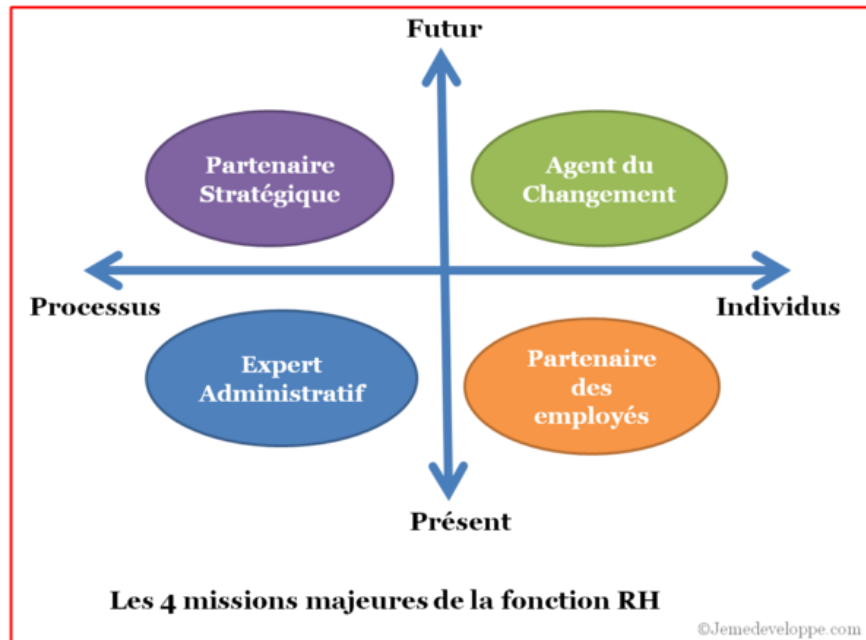 Futur
Partenaire
Stratégique
Agent du
Changement
Processus
Individus
Expert
Administratif
Partenaire
des
employés
Présent
Les 4 missions majeures de la fonction RH
©Jemedeveloppe.com